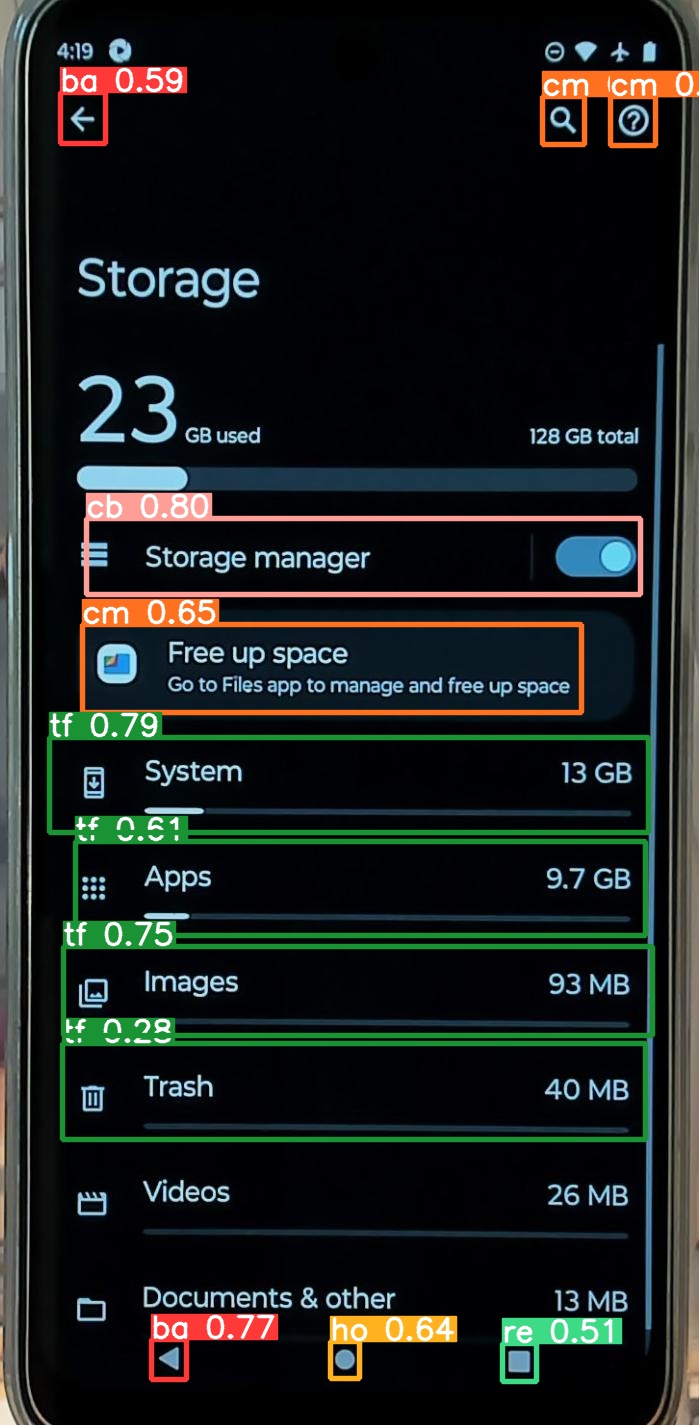 4:19
ba 0.59
cm
cm 0.
Storage
23 GB used
128 GB total
cb 0.80
Storage manager
cm 0.65
Free up space
Go to Files app to manage and free up space
tf 0.79
System 13 GB
tf 0.61
Apps 9.7 GB
tf 0.75
Images 93 MB
tf 0.28
Trash 40 MB
Videos 26 MB
Documents & other 13 MB
ba 0.77
ho 0.64
re 0.51